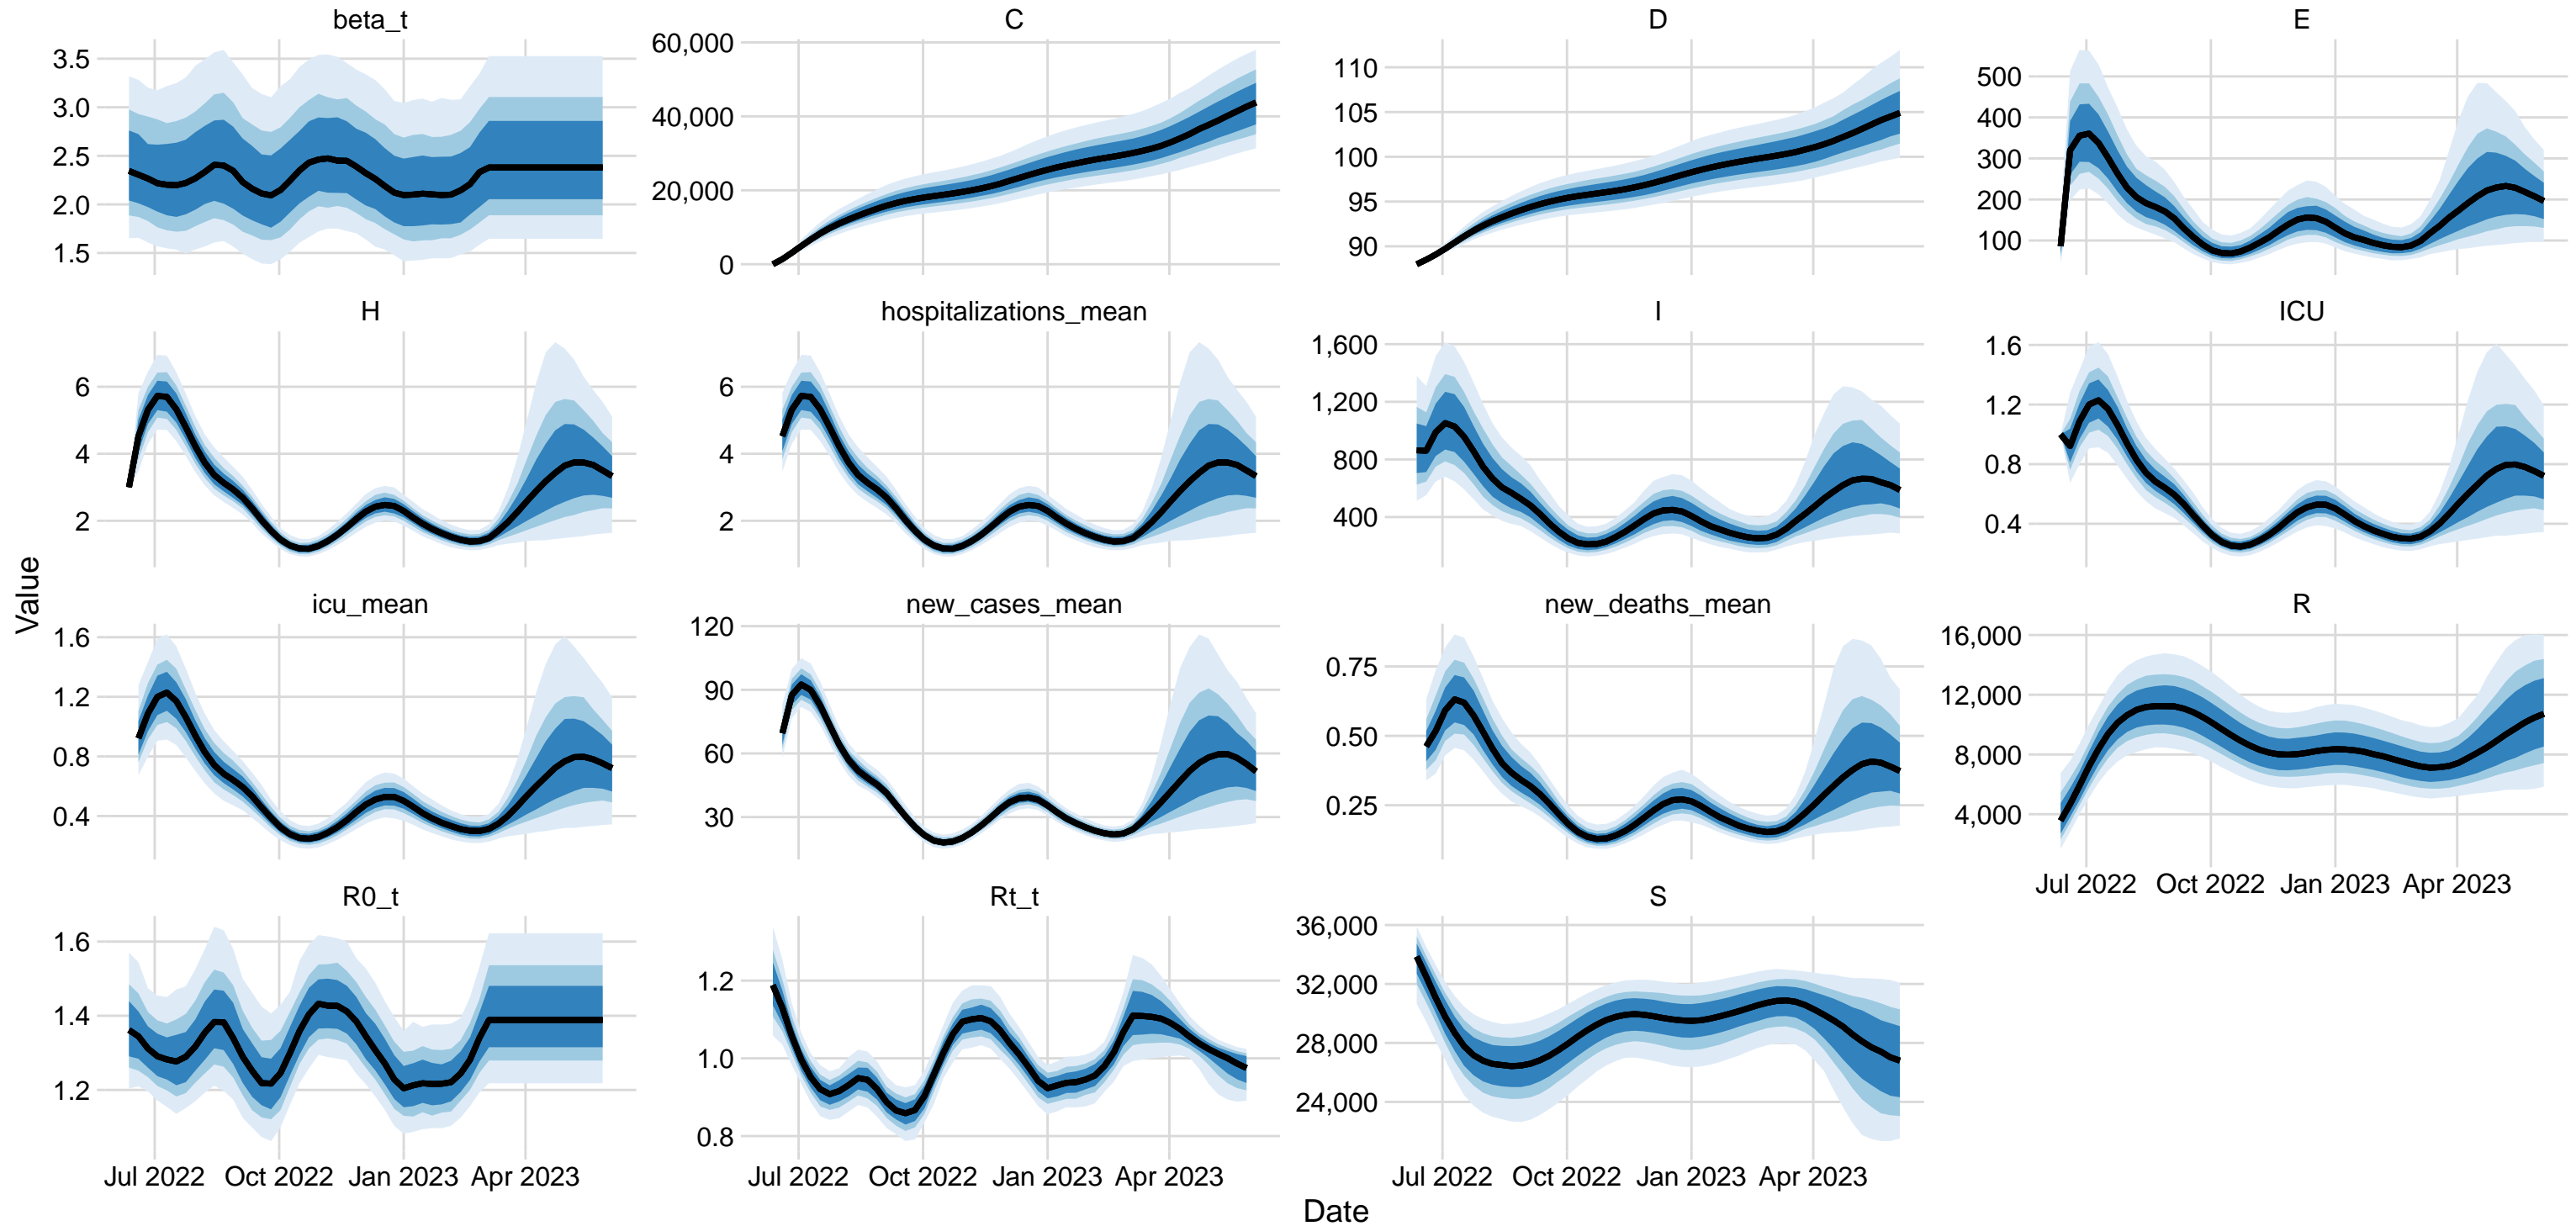 beta_t
C
D
E
3.5
3.0
2.5
2.0
1.5
60,000
40,000
20,000
0
110
105
100
95
90
500
400
300
200
100
H
hospitalizations_mean
I
ICU
6
4
2
6
4
2
1,600
1,200
800
400
1.6
1.2
0.8
0.4
Value
icu_mean
new_cases_mean
new_deaths_mean
R
1.6
1.2
0.8
0.4
120
90
60
30
0.75
0.50
0.25
16,000
12,000
8,000
4,000
Jul 2022 Oct 2022 Jan 2023 Apr 2023
R0_t
Rt_t
S
1.6
1.4
1.2
1.2
1.0
0.8
36,000
32,000
28,000
24,000
Jul 2022 Oct 2022 Jan 2023 Apr 2023
Jul 2022 Oct 2022 Jan 2023 Apr 2023
Jul 2022 Oct 2022 Jan 2023 Apr 2023
Date